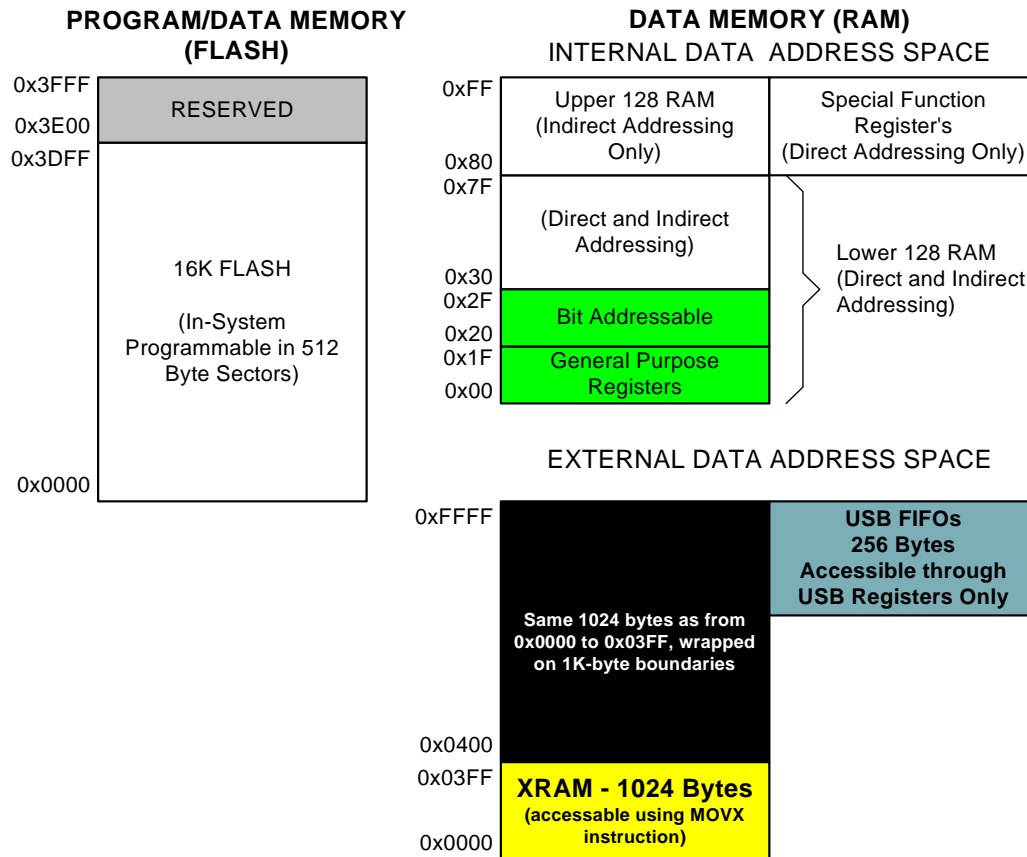 PROGRAM/DATA MEMORY
(FLASH)
0x3FFF
RESERVED
0x3E00
0x3DFF
16K FLASH
(In-System
Programmable in 512
Byte Sectors)
0x0000
DATA MEMORY (RAM)
INTERNAL DATA ADDRESS SPACE
0xFF
Upper 128 RAM
(Indirect Addressing
Only)
0x80
Special Function
Register's
(Direct Addressing Only)
0x7F
(Direct and Indirect
Addressing)
0x30
Lower 128 RAM
(Direct and Indirect
Addressing)
0x2F
Bit Addressable
0x20
0x1F
General Purpose
Registers
0x00
EXTERNAL DATA ADDRESS SPACE
0xFFFF
USB FIFOs
256 Bytes
Accessible through
USB Registers Only
Same 1024 bytes as from
0x0000 to 0x03FF, wrapped
on 1K-byte boundaries
0x0400
0x03FF
XRAM - 1024 Bytes
(accessable using MOVX
instruction)
0x0000